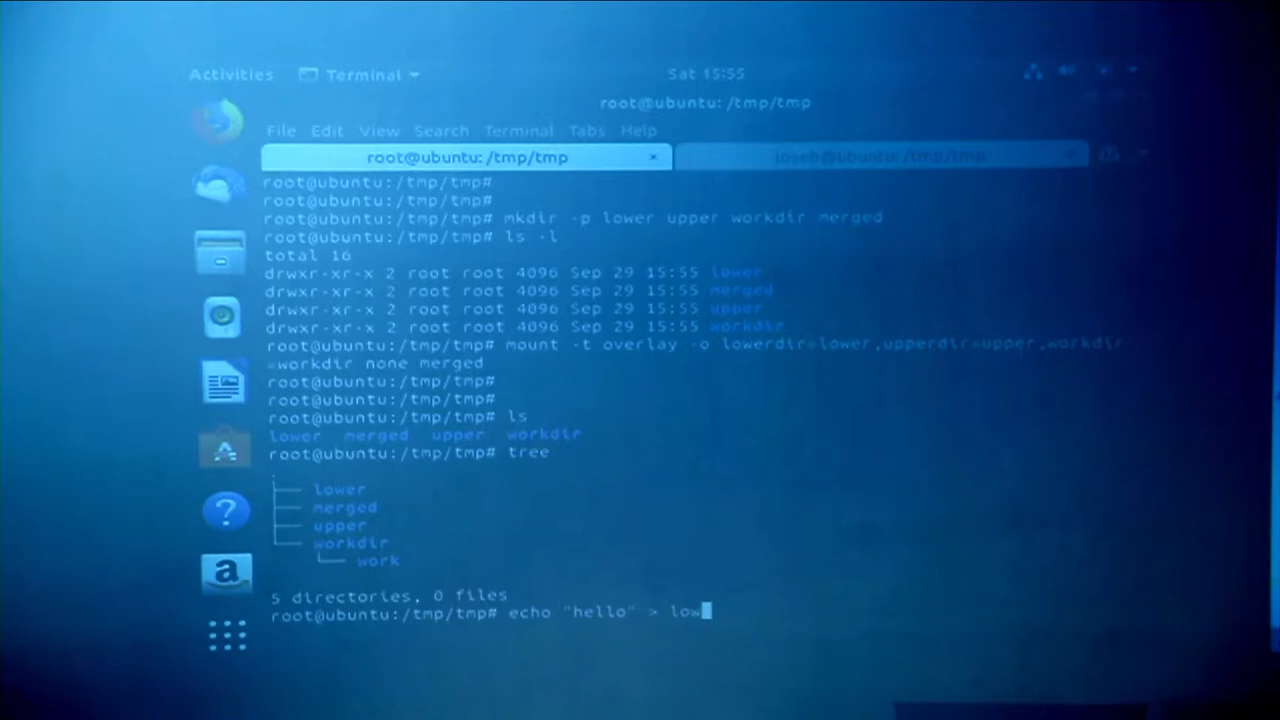 Activities Terminal Sat 15:55
root@ubuntu: /tmp/tmp
File Edit View Search Terminal Tabs Help
root@ubuntu: /tmp/tmp × joseb@ubuntu: /tmp/tmp ×
root@ubuntu:/tmp/tmp#
root@ubuntu:/tmp/tmp#
root@ubuntu:/tmp/tmp# mkdir -p lower upper workdir merged
root@ubuntu:/tmp/tmp# ls -l
total 16
drwxr-xr-x 2 root root 4096 Sep 29 15:55 lower
drwxr-xr-x 2 root root 4096 Sep 29 15:55 merged
drwxr-xr-x 2 root root 4096 Sep 29 15:55 upper
drwxr-xr-x 2 root root 4096 Sep 29 15:55 workdir
root@ubuntu:/tmp/tmp# mount -t overlay -o lowerdir=lower,upperdir=upper,workdir
=workdir none merged
root@ubuntu:/tmp/tmp#
root@ubuntu:/tmp/tmp#
root@ubuntu:/tmp/tmp# ls
lower merged upper workdir
root@ubuntu:/tmp/tmp# tree
.
├── lower
├── merged
├── upper
└── workdir
└── work
5 directories, 0 files
root@ubuntu:/tmp/tmp# echo "hello" > low